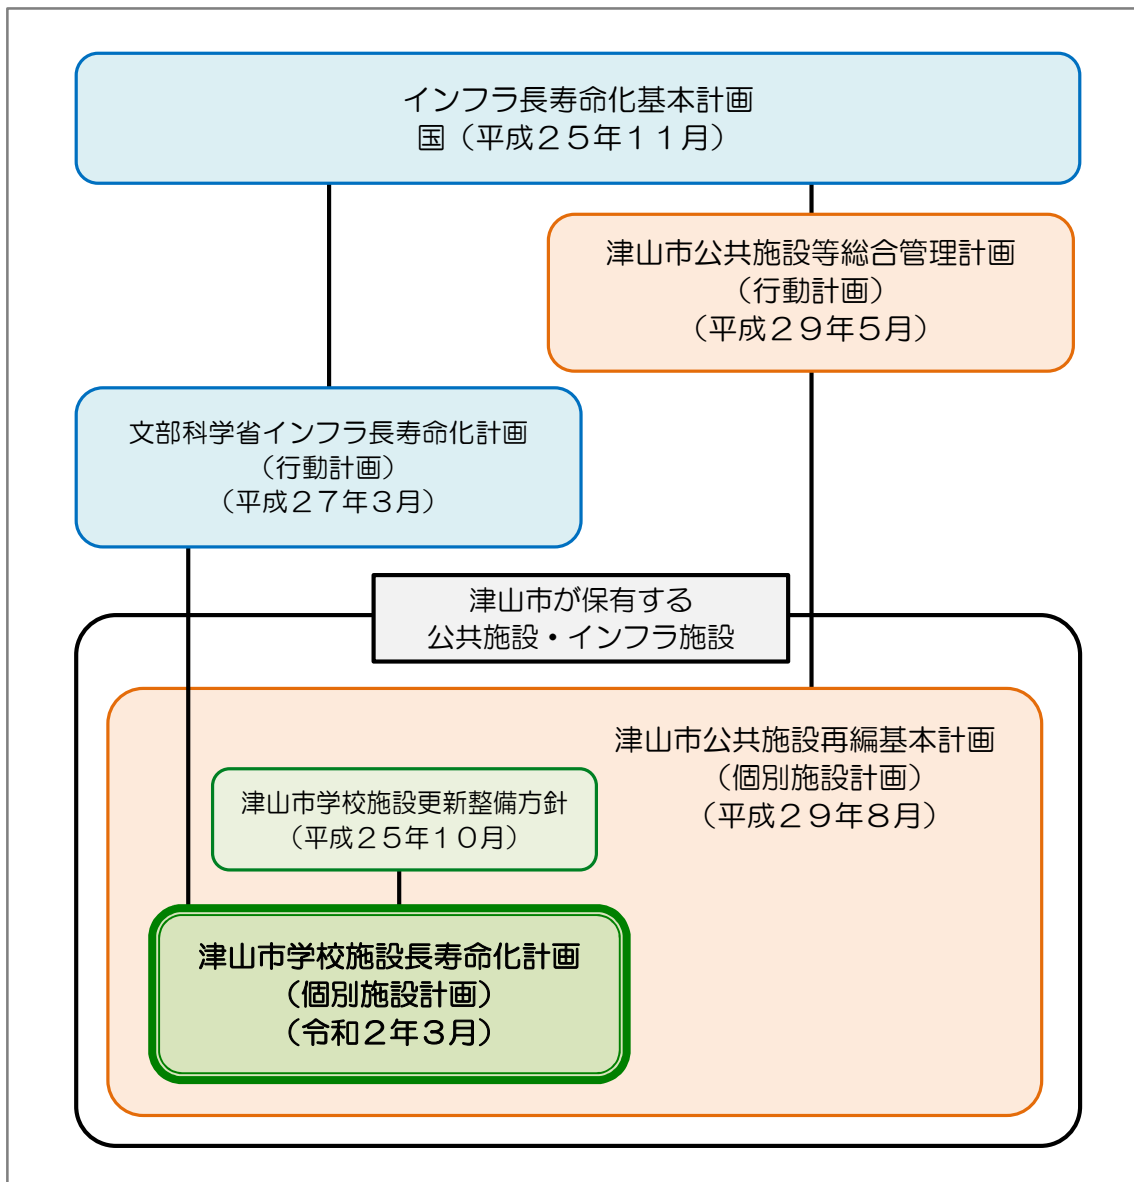 インフラ長寿命化基本計画
国（平成２５年１１月）
津山市公共施設等総合管理計画
（行動計画）
（平成２９年５月）
文部科学省インフラ長寿命化計画
（行動計画）
（平成２７年３月）
津山市が保有する
公共施設・インフラ施設
津山市公共施設再編基本計画
（個別施設計画）
（平成２９年８月）
津山市学校施設更新整備方針
（平成２５年１０月）
津山市学校施設長寿命化計画
（個別施設計画）
（令和２年３月）